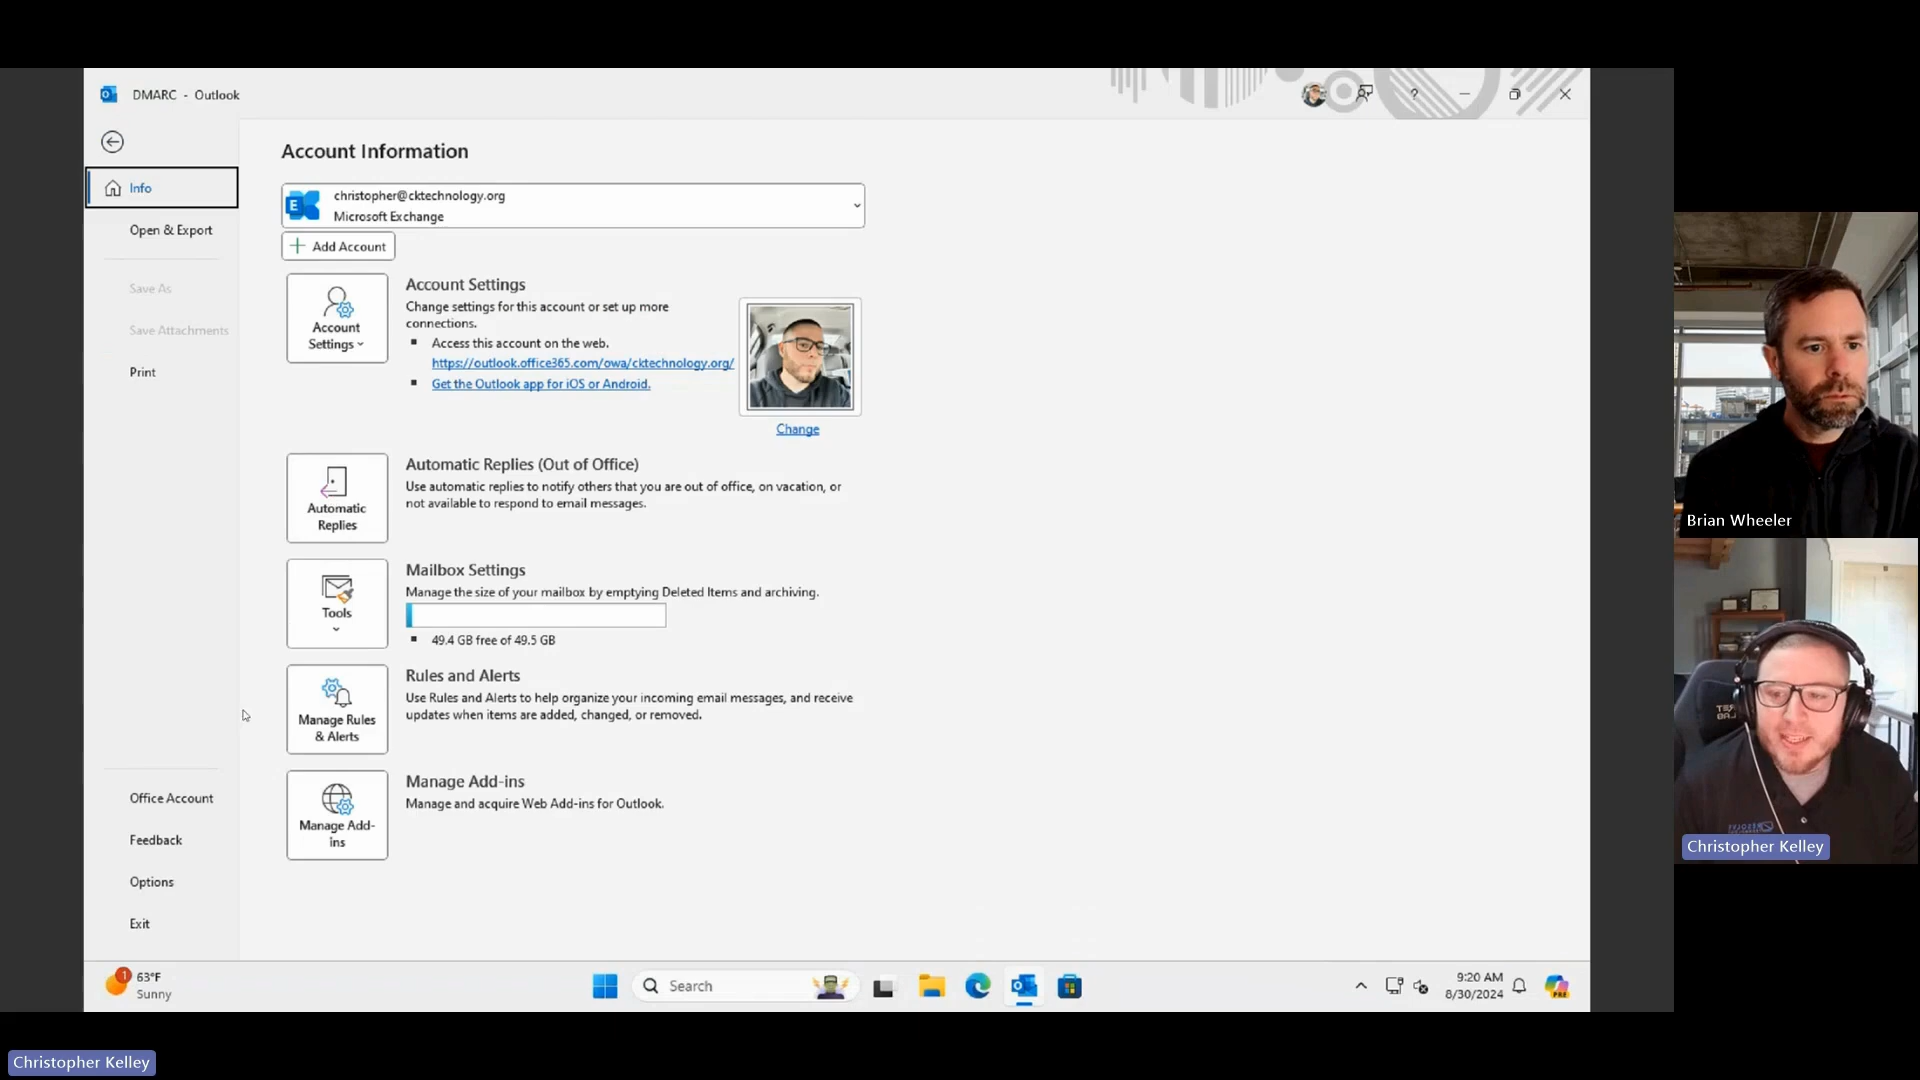 DMARC - Outlook
Info
Open & Export
Save As
Save Attachments
Print
Office Account
Feedback
Options
Exit
Account Information
christopher@cktechnology.org
Microsoft Exchange
Add Account
Account
Settings
Account Settings
Change settings for this account or set up more
connections.
Access this account on the web.
https://outlook.office365.com/owa/cktechnology.org/
Get the Outlook app for iOS or Android.
Change
Automatic
Replies
Automatic Replies (Out of Office)
Use automatic replies to notify others that you are out of office, on vacation, or
not available to respond to email messages.
Tools
Mailbox Settings
Manage the size of your mailbox by emptying Deleted Items and archiving.
49.4 GB free of 49.5 GB
Manage Rules
& Alerts
Rules and Alerts
Use Rules and Alerts to help organize your incoming email messages, and receive
updates when items are added, changed, or removed.
Manage Add-
ins
Manage Add-ins
Manage and acquire Web Add-ins for Outlook.
1
63°F
Sunny
Search
9:20 AM
8/30/2024
PRE
Brian Wheeler
Christopher Kelley
Christopher Kelley